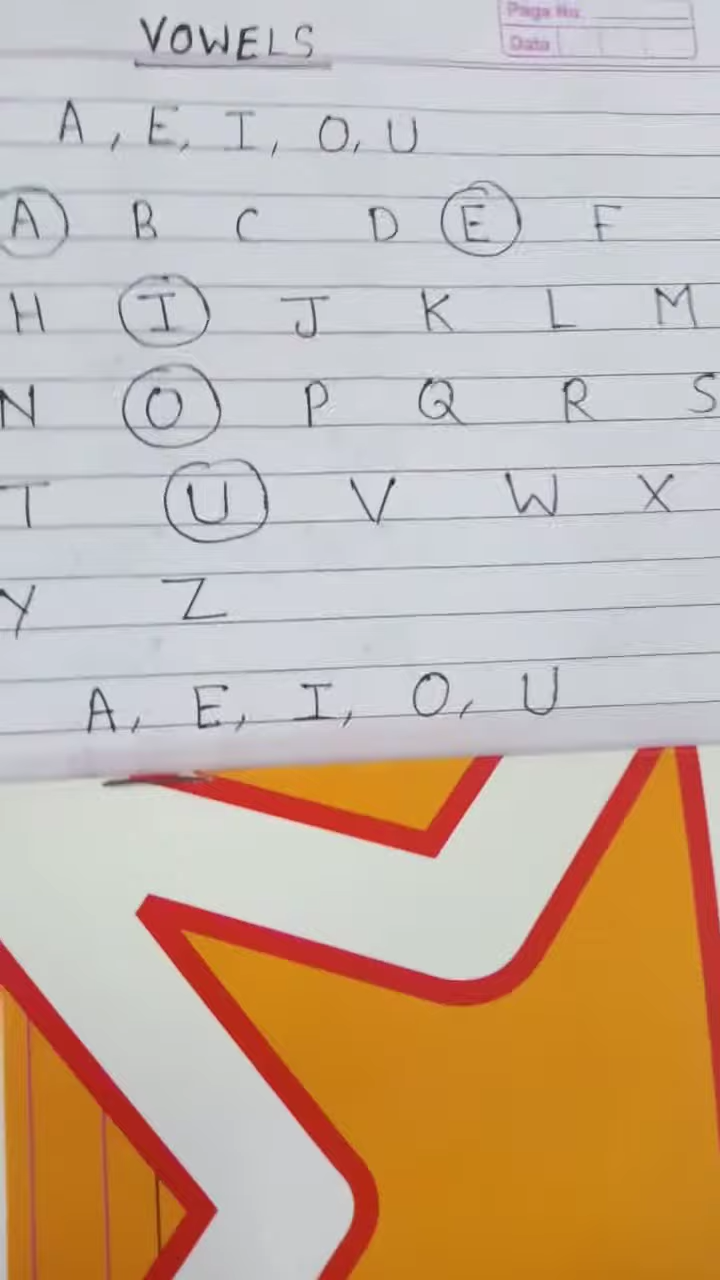 VOWELS
Page No
Date
A, E, I, O, U
A B C D E F
H I J K L M
N O P Q R S
T U V W X
Y Z
A, E, I, O, U